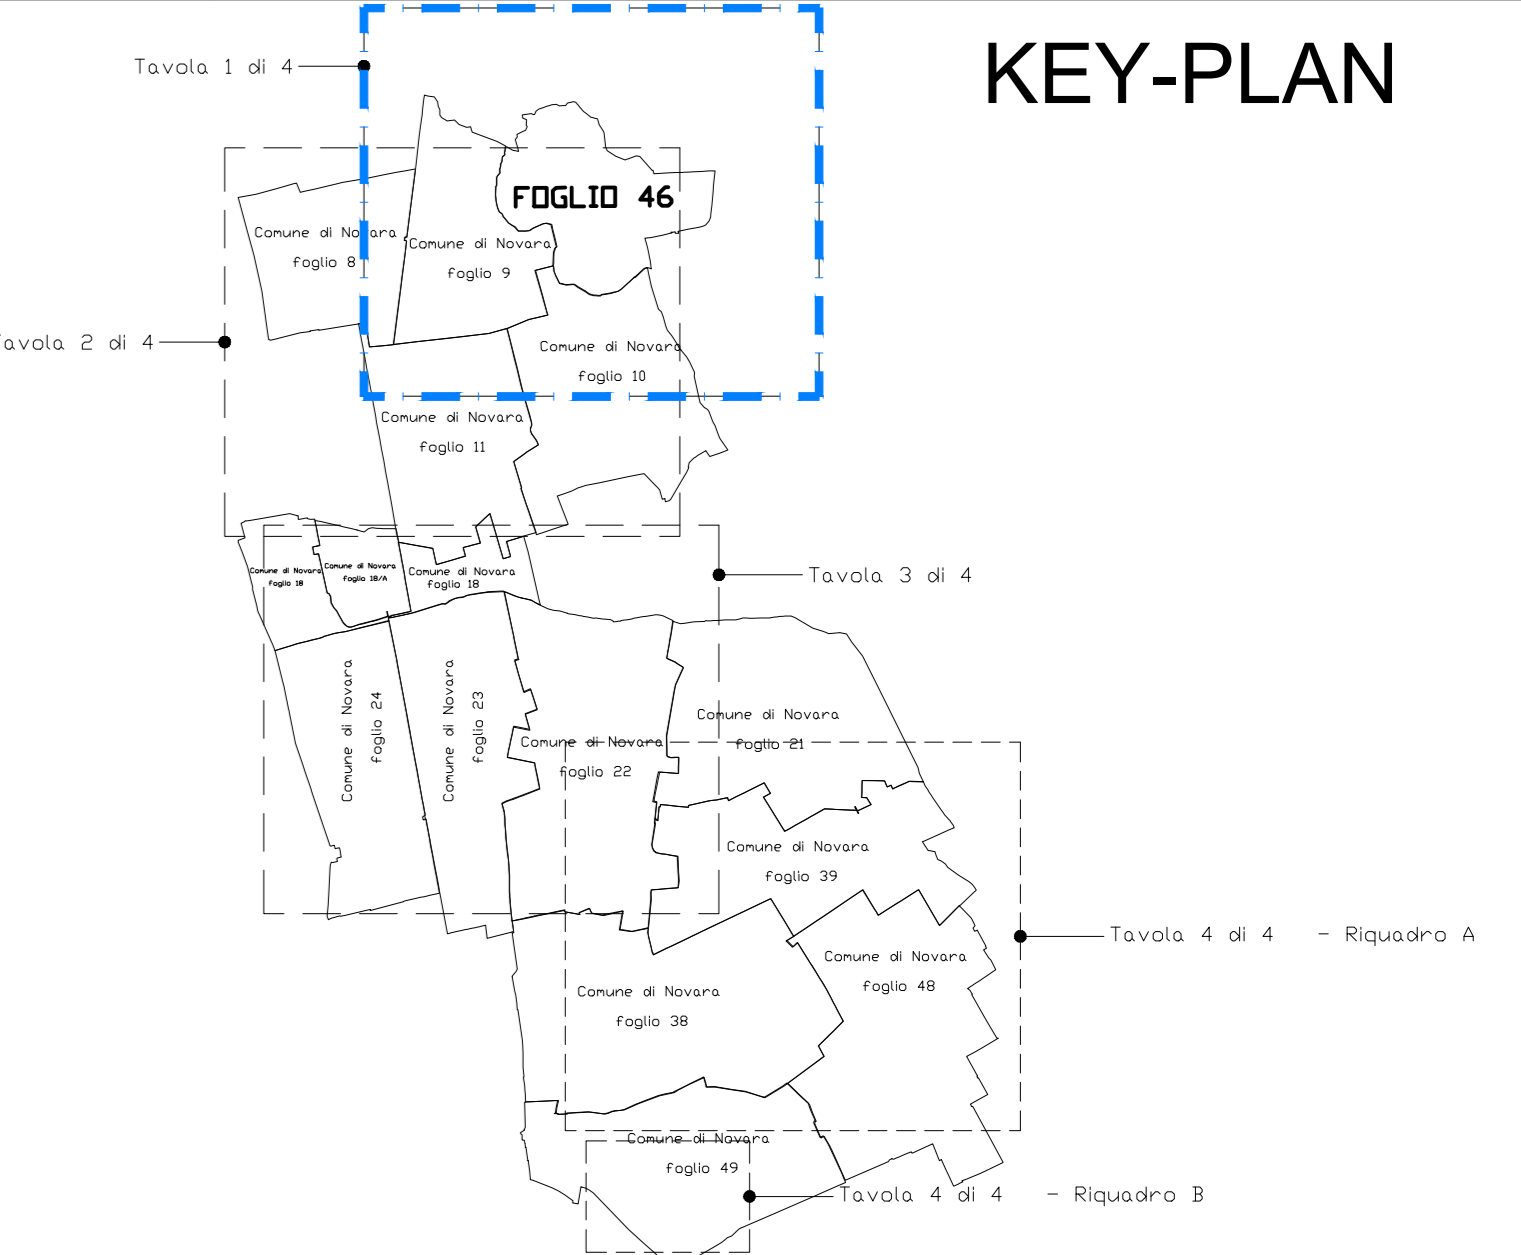 KEY-PLAN
Tavola 1 di 4
FOGLIO 46
Comune di Novara
foglio 8
Comune di Novara
foglio 9
avola 2 di 4
Comune di Novara
foglio 10
Comune di Novara
foglio 11
Comune di Novara
foglio 18
Comune di Novara
foglio 18/A
Comune di Novara
foglio 18
Tavola 3 di 4
Comune di Novara
foglio 24
Comune di Novara
foglio 23
Comune di Novara
foglio 22
Comune di Novara
foglio 21
Comune di Novara
foglio 39
Tavola 4 di 4 - Riquadro A
Comune di Novara
foglio 48
Comune di Novara
foglio 38
Comune di Novara
foglio 49
Tavola 4 di 4 - Riquadro B